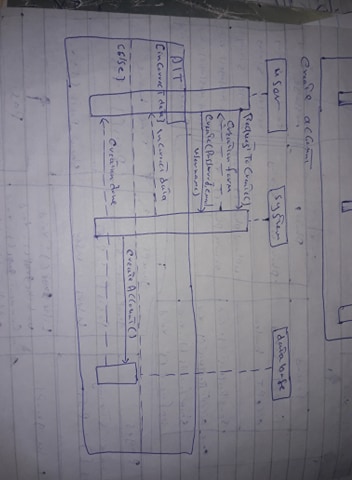 Create account
user
system
database
Request to Create()
Creation form
Create(Password, email
username)
ALT
(incorrect data)
incorrect data
(else)
Create Account()
Creation done